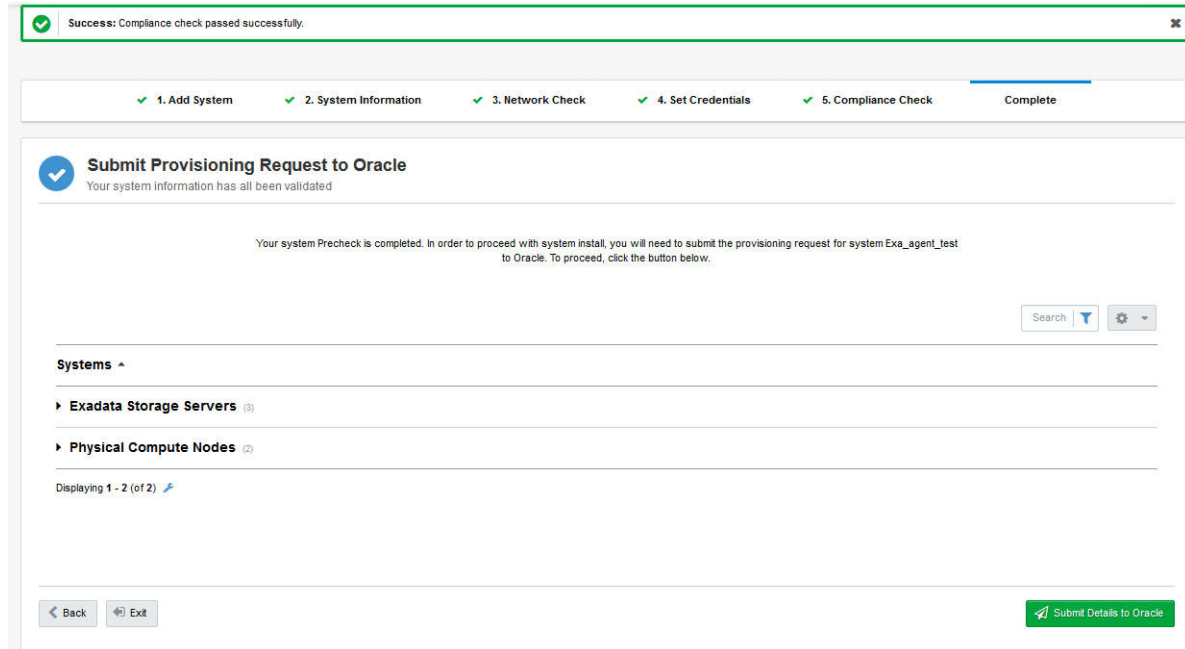 Success: Compliance check passed successfully.
1. Add System
2. System Information
3. Network Check
4. Set Credentials
5. Compliance Check
Complete
Submit Provisioning Request to Oracle
Your system information has all been validated
Your system Precheck is completed. In order to proceed with system install, you will need to submit the provisioning request for system Exa_agent_test
to Oracle. To proceed, click the button below.
Search
Systems
Exadata Storage Servers (3)
Physical Compute Nodes (2)
Displaying 1 - 2 (of 2)
Back
Exit
Submit Details to Oracle